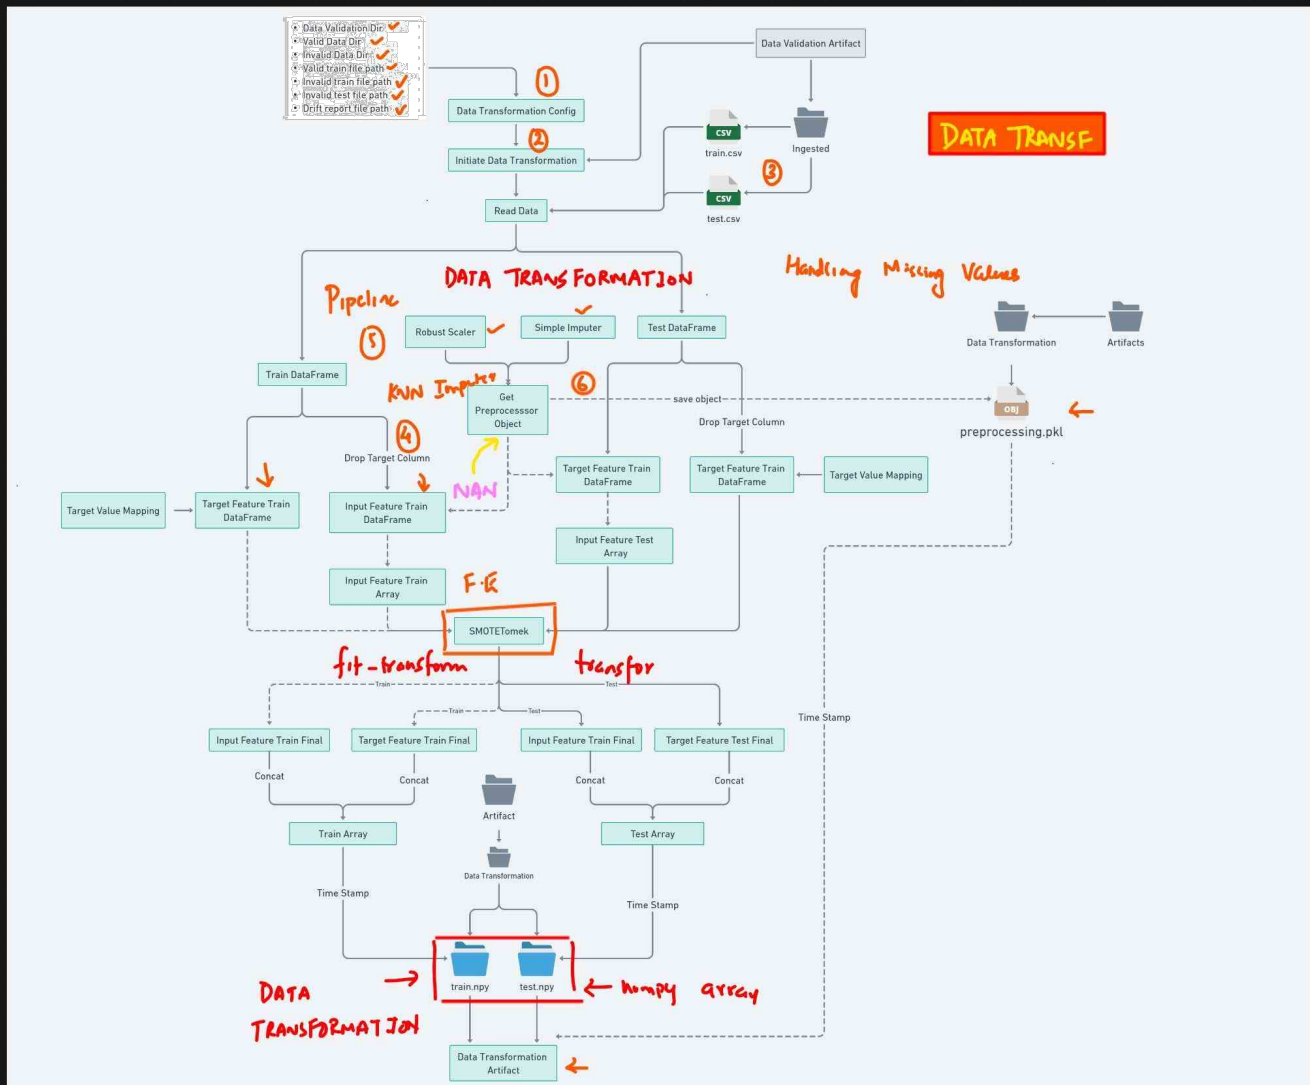 Data Validation Dir
Valid Data Dir
Invalid Data Dir
Valid train file path
Invalid train file path
Invalid test file path
Drift report file path
Data Validation Artifact
1
Data Transformation Config
2
Initiate Data Transformation
CSV
train.csv
Ingested
DATA TRANSF
3
CSV
test.csv
Read Data
DATA TRANSFORMATION
Handling Missing Values
Pipeline
5
Robust Scaler
Simple Imputer
Test DataFrame
Data Transformation
Artifacts
Train DataFrame
KNN Imputer
6
Get
Preprocesssor
Object
save object
OBJ
preprocessing.pkl
Drop Target Column
4
Drop Target Column
NAN
Target Feature Train
DataFrame
Target Feature Train
DataFrame
Target Value Mapping
Target Value Mapping
Target Feature Train
DataFrame
Input Feature Train
DataFrame
Input Feature Test
Array
Input Feature Train
Array
F.E
SMOTETomek
fit-transform
transfor
Train
Test
Train
Test
Time Stamp
Input Feature Train Final
Target Feature Train Final
Input Feature Train Final
Target Feature Test Final
Concat
Concat
Concat
Concat
Artifact
Train Array
Test Array
Data Transformation
Time Stamp
Time Stamp
train.npy
test.npy
DATA
TRANSFORMATION
numpy array
Data Transformation
Artifact